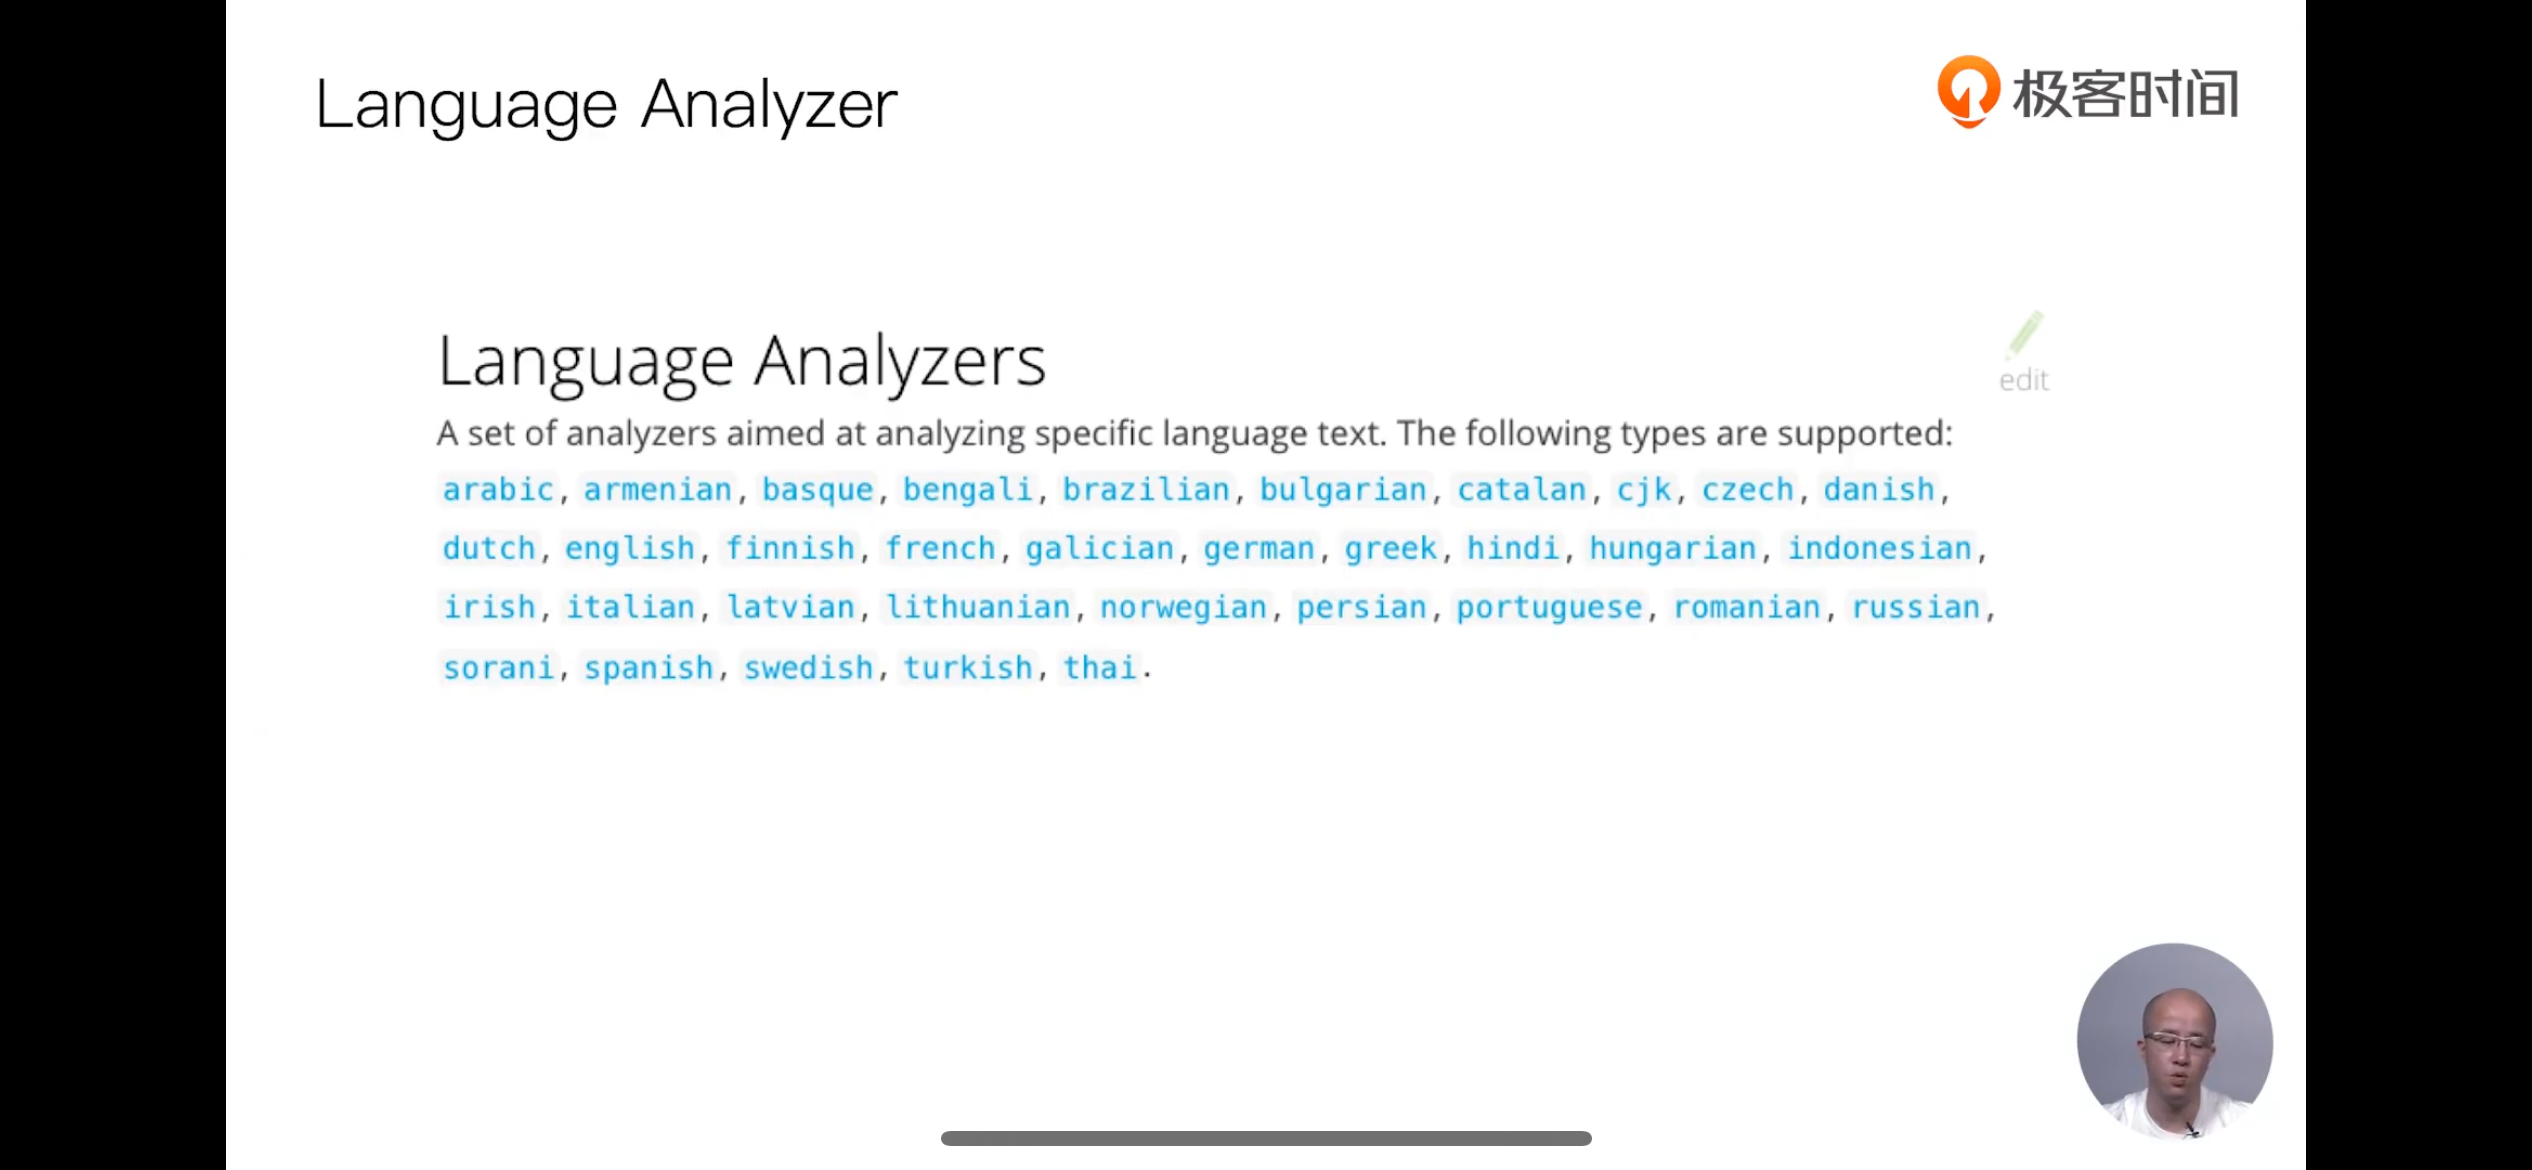 Language Analyzer
极客时间
Language Analyzers
edit
A set of analyzers aimed at analyzing specific language text. The following types are supported:
arabic, armenian, basque, bengali, brazilian, bulgarian, catalan, cjk, czech, danish,
dutch, english, finnish, french, galician, german, greek, hindi, hungarian, indonesian,
irish, italian, latvian, lithuanian, norwegian, persian, portuguese, romanian, russian,
sorani, spanish, swedish, turkish, thai.